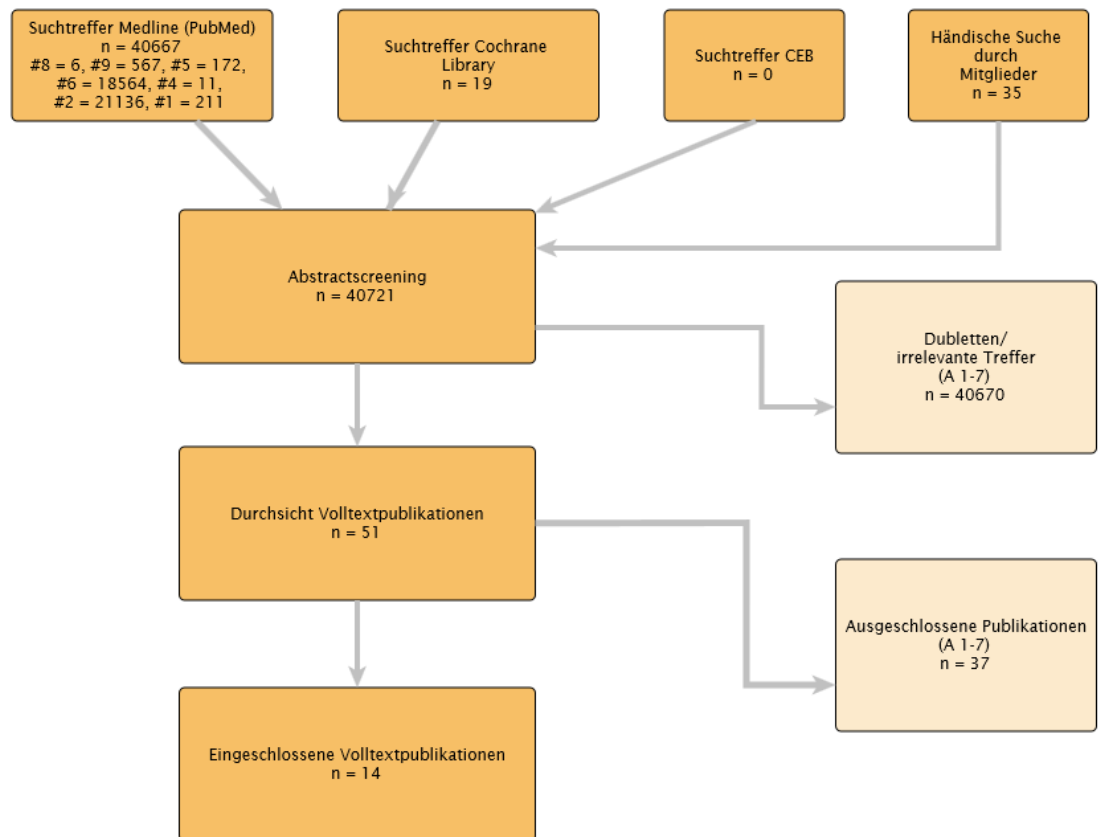 Suchtreffer Medline (PubMed)
n = 40667
#8 = 6, #9 = 567, #5 = 172,
#6 = 18564, #4 = 11,
#2 = 21136, #1 = 211
Suchtreffer Cochrane
Library
n = 19
Suchtreffer CEB
n = 0
Händische Suche
durch
Mitglieder
n = 35
Abstractscreening
n = 40721
Dubletten/
irrelevante Treffer
(A 1-7)
n = 40670
Durchsicht Volltextpublikationen
n = 51
Ausgeschlossene Publikationen
(A 1-7)
n = 37
Eingeschlossene Volltextpublikationen
n = 14